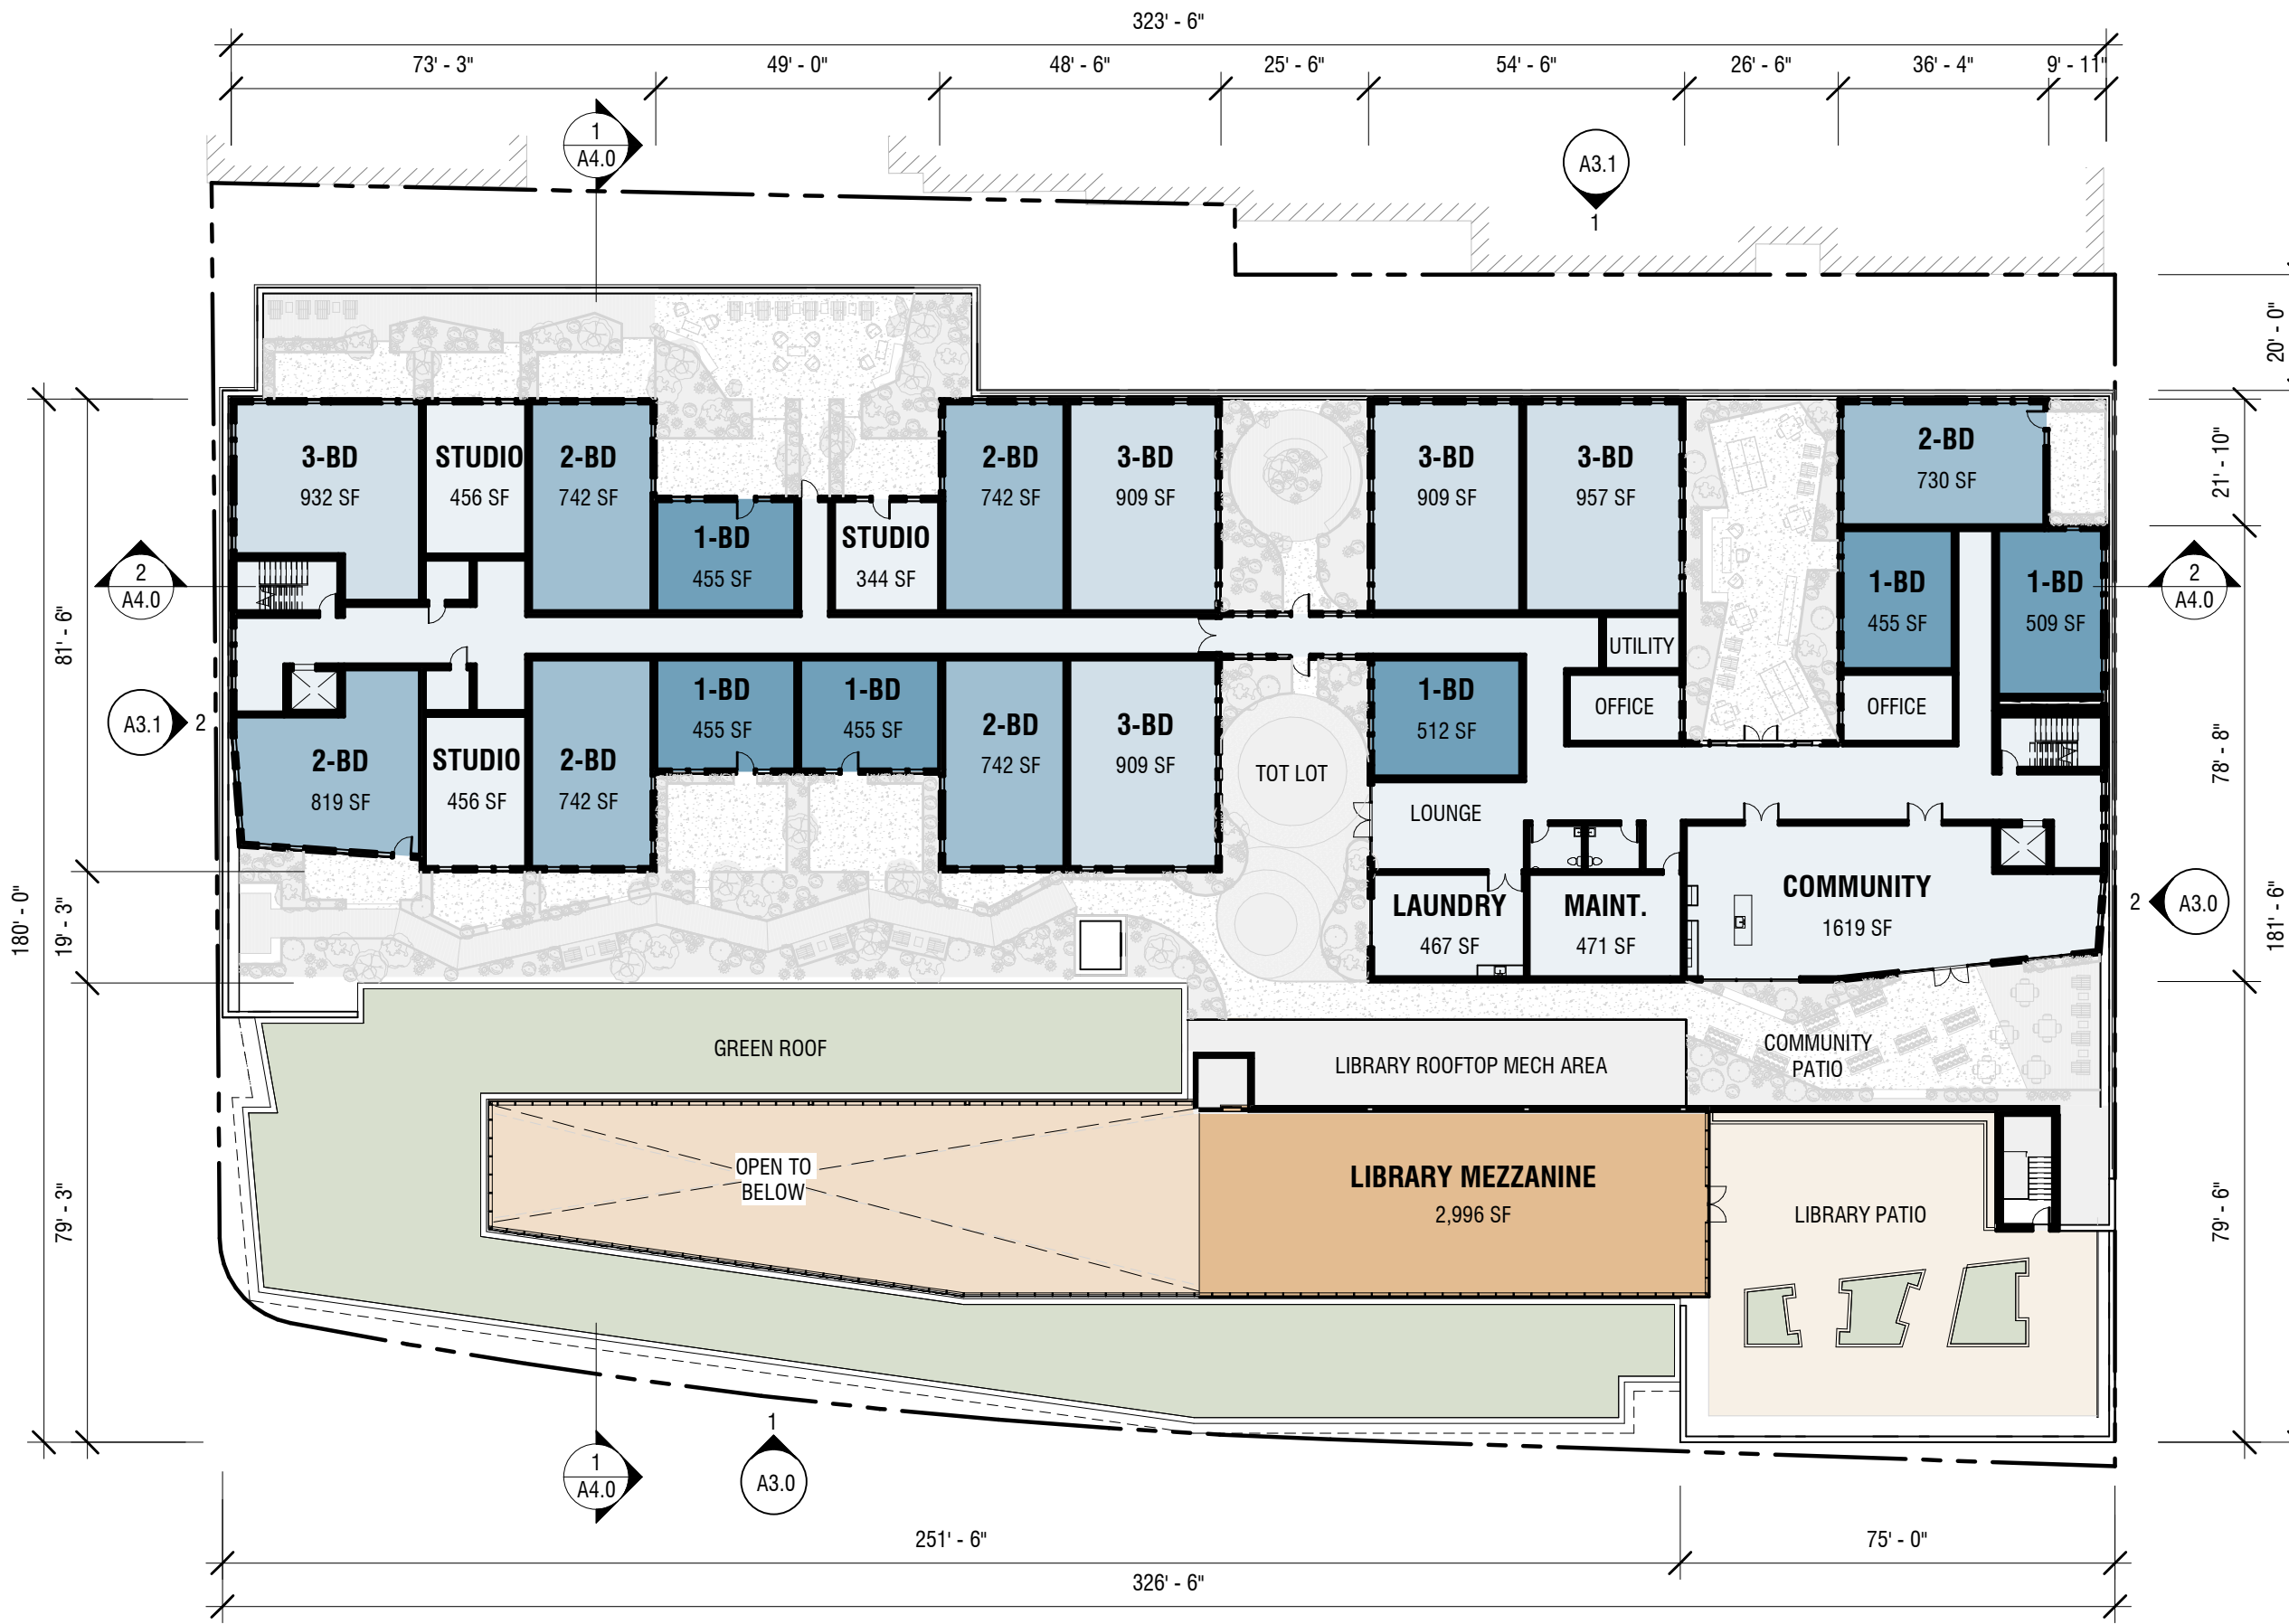 323' - 6"
73' - 3"
49' - 0"
48' - 6"
25' - 6"
54' - 6"
26' - 6"
36' - 4"
9' - 11"
1
A4.0
A3.1
1
20' - 0"
3-BD
932 SF
STUDIO
456 SF
2-BD
742 SF
1-BD
455 SF
STUDIO
344 SF
2-BD
742 SF
3-BD
909 SF
3-BD
909 SF
3-BD
957 SF
2-BD
730 SF
21' - 10"
2
A4.0
1-BD
455 SF
1-BD
509 SF
2
A4.0
81' - 6"
UTILITY
OFFICE
OFFICE
A3.1
2
2-BD
819 SF
STUDIO
456 SF
2-BD
742 SF
1-BD
455 SF
1-BD
455 SF
2-BD
742 SF
3-BD
909 SF
TOT LOT
1-BD
512 SF
78' - 8"
LOUNGE
LAUNDRY
467 SF
MAINT.
471 SF
COMMUNITY
1619 SF
2
A3.0
180' - 0"
19' - 3"
181' - 6"
GREEN ROOF
LIBRARY ROOFTOP MECH AREA
COMMUNITY
PATIO
OPEN TO
BELOW
LIBRARY MEZZANINE
2,996 SF
LIBRARY PATIO
79' - 3"
79' - 6"
1
A4.0
1
A3.0
251' - 6"
75' - 0"
326' - 6"